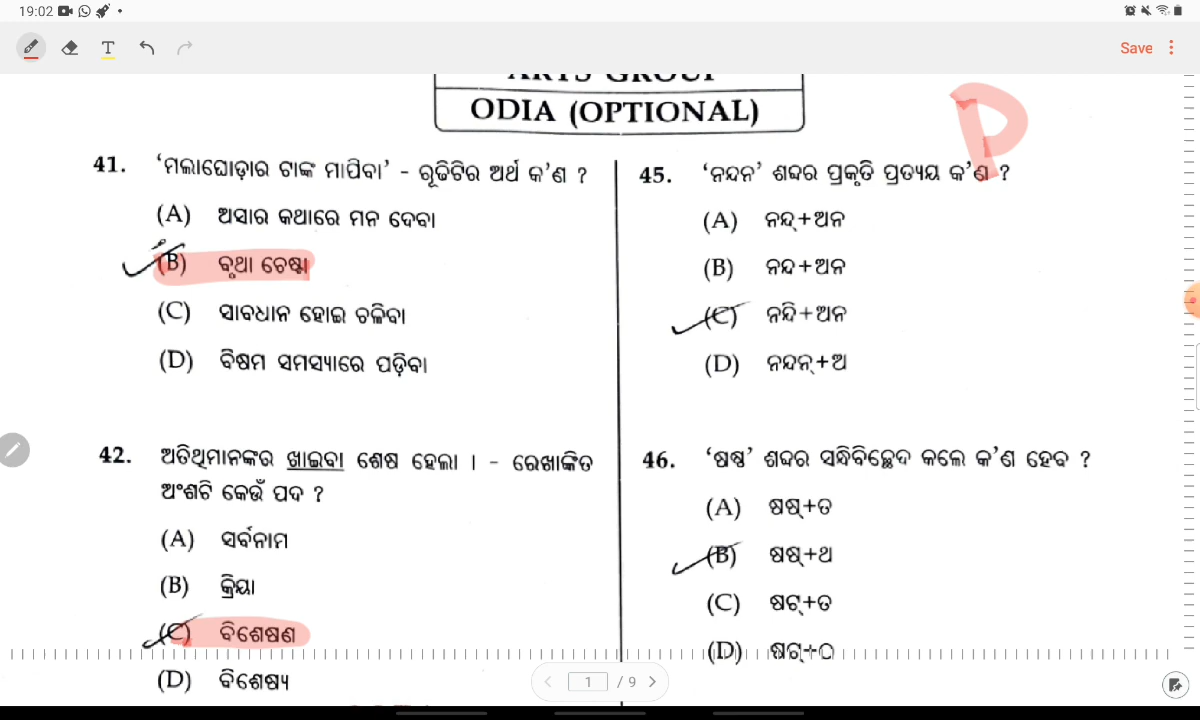 19:02
T
Save
ARTS GROUP
ODIA (OPTIONAL)
P
41. ‘ମଲାଘୋଡ଼ାର ଟାଙ୍କ ମାପିବା’ - ରୂଢିଟିର ଅର୍ଥ କ’ଣ ?
(A) ଅସାର କଥାରେ ମନ ଦେବା
(B) ବୃଥା ଚେଷ୍ଟା
(C) ସାବଧାନ ହୋଇ ଚଳିବା
(D) ବିଷମ ସମସ୍ୟାରେ ପଡ଼ିବା
42. ଅତିଥିମାନଙ୍କର ଖାଇବା ଶେଷ ହେଲା । - ରେଖାଙ୍କିତ
ଅଂଶଟି କେଉଁ ପଦ ?
(A) ସର୍ବନାମ
(B) କ୍ରିୟା
(C) ବିଶେଷଣ
(D) ବିଶେଷ୍ୟ
45. ‘ନନ୍ଦନ’ ଶବ୍ଦର ପ୍ରକୃତି ପ୍ରତ୍ୟୟ କ’ଣ ?
(A) ନନ୍ଦ୍+ଅନ
(B) ନନ୍ଦ+ଅନ
(C) ନନ୍ଦି+ଅନ
(D) ନନ୍ଦନ୍+ଅ
46. ‘ଷଷ୍ଠ’ ଶବ୍ଦର ସନ୍ଧିବିଚ୍ଛେଦ କଲେ କ’ଣ ହେବ ?
(A) ଷଷ୍+ତ
(B) ଷଷ୍+ଥ
(C) ଷଟ୍+ତ
(D) ଷଟ୍+ଠ
1 / 9